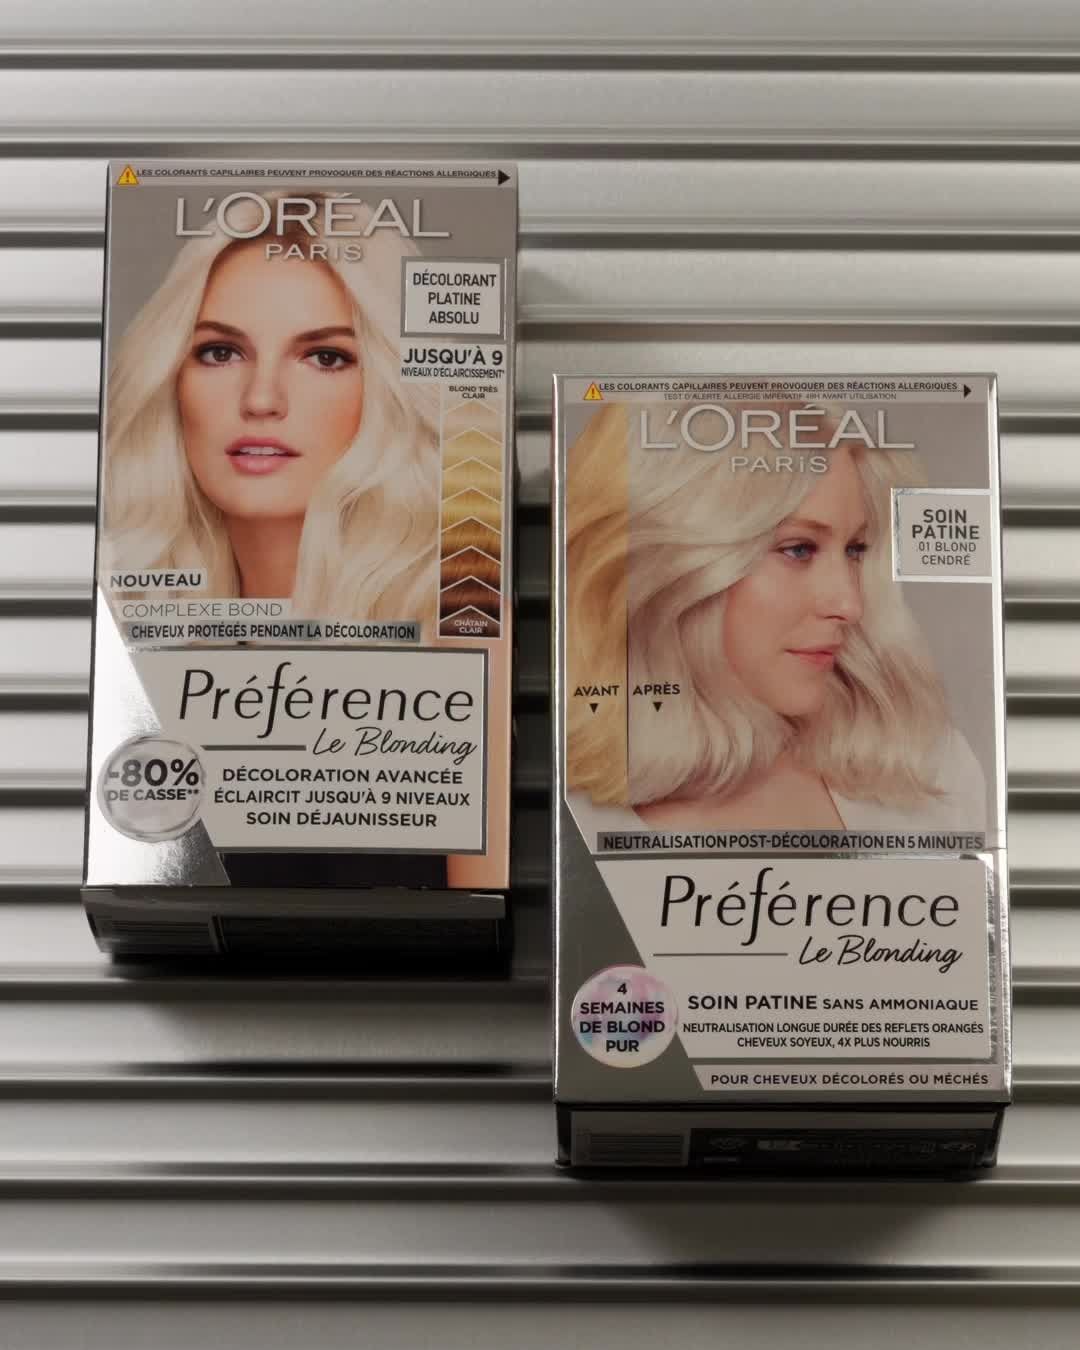 LES COLORANTS CAPILLAIRES PEUVENT PROVOQUER DES RÉACTIONS ALLERGIQUES
L'ORÉAL
PARIS
DÉCOLORANT
PLATINE
ABSOLU
JUSQU'À 9
NIVEAUX D'ÉCLAIRCISSEMENT*
BLOND TRÈS
CLAIR
CHÂTAIN
CLAIR
NOUVEAU
COMPLEXE BOND
CHEVEUX PROTÉGÉS PENDANT LA DÉCOLORATION
Préférence
Le Blonding
-80%
DE CASSE**
DÉCOLORATION AVANCÉE
ÉCLAIRCIT JUSQU'À 9 NIVEAUX
SOIN DÉJAUNISSEUR
LES COLORANTS CAPILLAIRES PEUVENT PROVOQUER DES RÉACTIONS ALLERGIQUES
TEST D'ALERTE ALLERGIE IMPÉRATIF 48H AVANT UTILISATION
L'ORÉAL
PARIS
SOIN
PATINE
.01 BLOND
CENDRÉ
AVANT
APRÈS
NEUTRALISATION POST-DÉCOLORATION EN 5 MINUTES
Préférence
Le Blonding
4
SEMAINES
DE BLOND
PUR
SOIN PATINE SANS AMMONIAQUE
NEUTRALISATION LONGUE DURÉE DES REFLETS ORANGÉS
CHEVEUX SOYEUX, 4X PLUS NOURRIS
POUR CHEVEUX DÉCOLORÉS OU MÉCHÉS